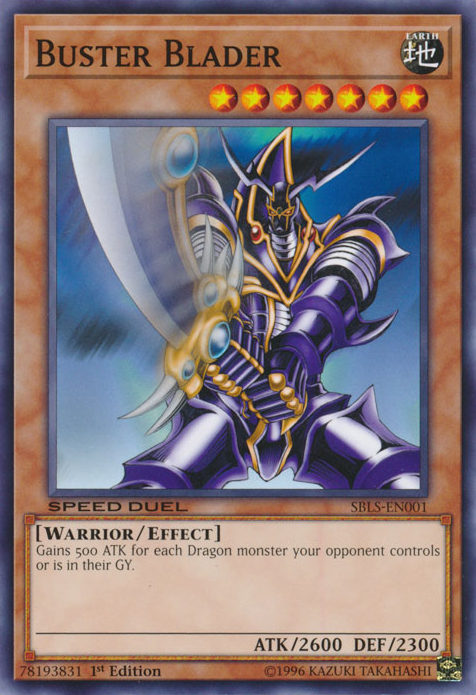 BUSTER BLADER
EARTH
地
SPEED DUEL
SBLS-EN001
[WARRIOR/EFFECT]
Gains 500 ATK for each Dragon monster your opponent controls
or is in their GY.
ATK/2600 DEF/2300
78193831 1st Edition
©1996 KAZUKI TAKAHASHI